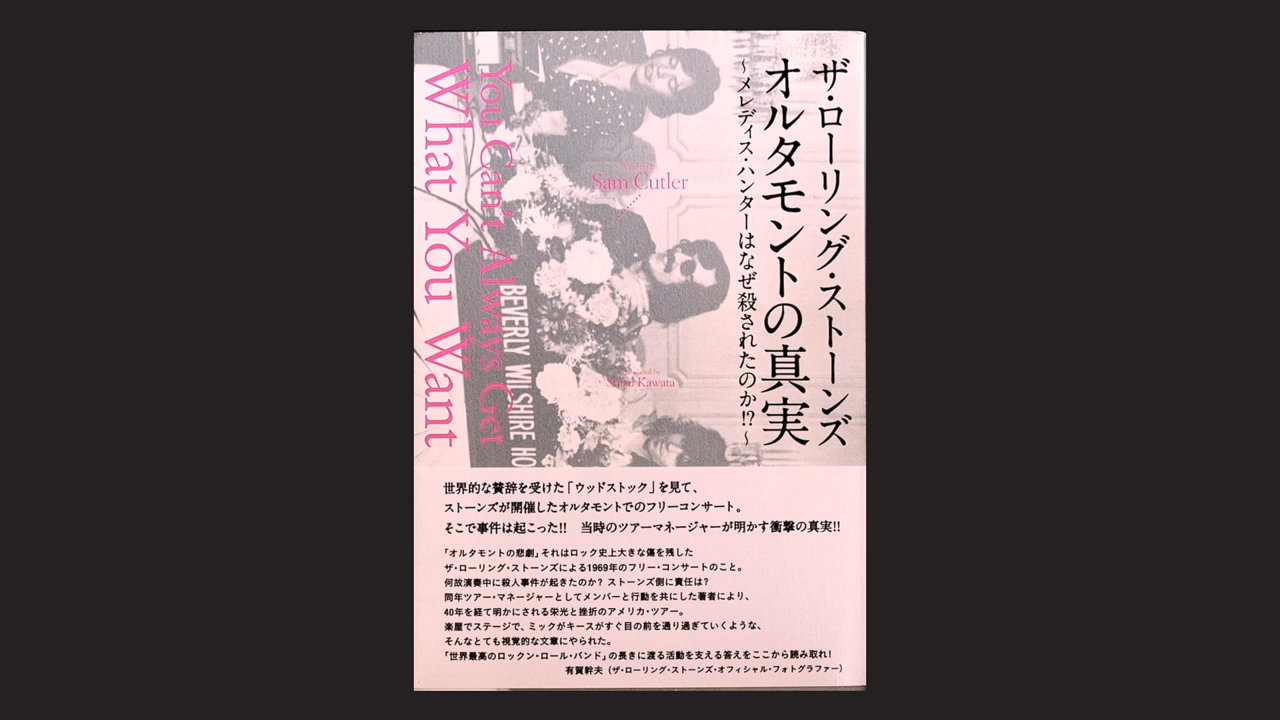 ザ・ローリング・ストーンズ
オルタモントの真実
~メレディス・ハンターはなぜ殺されたのか!?~
You Can't Always Get
What You Want
Sam Cutler
Translated by
Kawata
BEVERLY WILSHIRE HO
世界的な賛辞を受けた「ウッドストック」を見て、
ストーンズが開催したオルタモントでのフリーコンサート。
そこで事件は起こった!! 当時のツアーマネージャーが明かす衝撃の真実!!
「オルタモントの悲劇」それはロック史上大きな傷を残した
ザ・ローリング・ストーンズによる1969年のフリー・コンサートのこと。
何故演奏中に殺人事件が起きたのか? ストーンズ側に責任は?
同年ツアー・マネージャーとしてメンバーと行動を共にした著者により、
40年を経て明かにされる栄光と挫折のアメリカ・ツアー。
楽屋でステージで、ミックがキースがすぐ目の前を通り過ぎていくような、
そんなとても視覚的な文章にやられた。
「世界最高のロックン・ロール・バンド」の長きに渡る活動を支える答えをここから読み取れ!
有賀幹夫(ザ・ローリング・ストーンズ・オフィシャル・フォトグラファー)